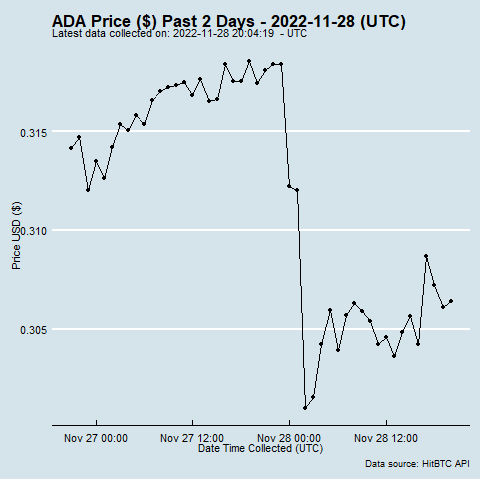 ADA Price ($) Past 2 Days - 2022-11-28 (UTC)
Latest data collected on: 2022-11-28 20:04:19 - UTC
0.315
0.310
0.305
Price USD ($)
Nov 27 00:00 Nov 27 12:00 Nov 28 00:00 Nov 28 12:00
Date Time Collected (UTC)
Data source: HitBTC API